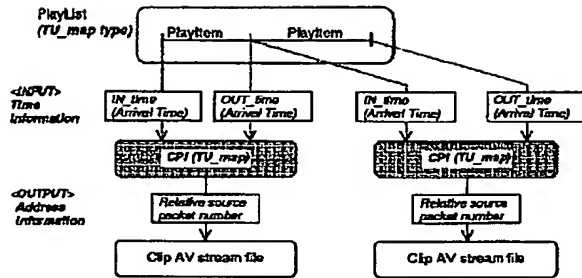 PlayList
(TU_map type)
PlayItem
PlayItem
<INPUT>
Time
Information
IN_time
(Arrival Time)
OUT_time
(Arrival Time)
IN_time
(Arrival Time)
OUT_time
(Arrival Time)
CPI (TU_map)
CPI (TU_map)
<OUTPUT>
Address
Information
Relative source
packet number
Relative source
packet number
Clip AV stream file
Clip AV stream file